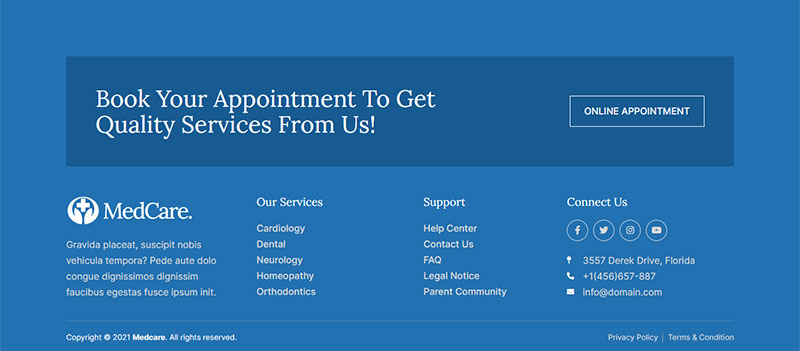 Book Your Appointment To Get
Quality Services From Us!
ONLINE APPOINTMENT
MedCare.
Gravida placeat, suscipit nobis
vehicula tempora? Pede aute dolo
congue dignissimos dignissim
faucibus egestas fusce ipsum init.
Our Services
Cardiology
Dental
Neurology
Homeopathy
Orthodontics
Support
Help Center
Contact Us
FAQ
Legal Notice
Parent Community
Connect Us
3557 Derek Drive, Florida
+1(456)657-887
info@domain.com
Copyright © 2021 Medcare. All rights reserved.
Privacy Policy | Terms & Condition